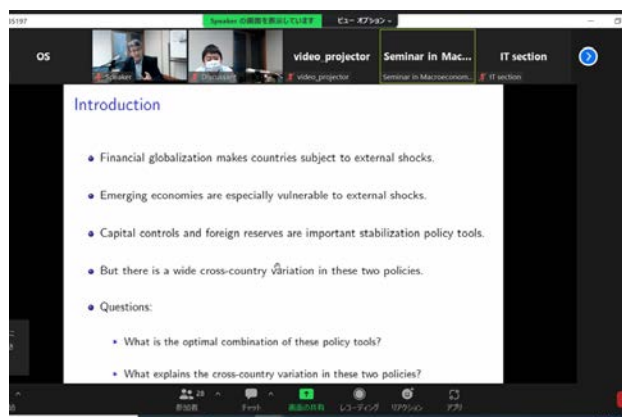 05197
Speaker の画面を表示しています
ビュー オプション
OS
Speaker
Discussant
video_projector
video_projector
Seminar in Mac...
Seminar in Macroeconom...
IT section
IT section
Introduction
Financial globalization makes countries subject to external shocks.
Emerging economies are especially vulnerable to external shocks.
Capital controls and foreign reserves are important stabilization policy tools.
But there is a wide cross-country variation in these two policies.
Questions:
What is the optimal combination of these policy tools?
What explains the cross-country variation in these two policies?
28
参加者
チャット
画面の共有
レコーディング
リアクション
アプリ